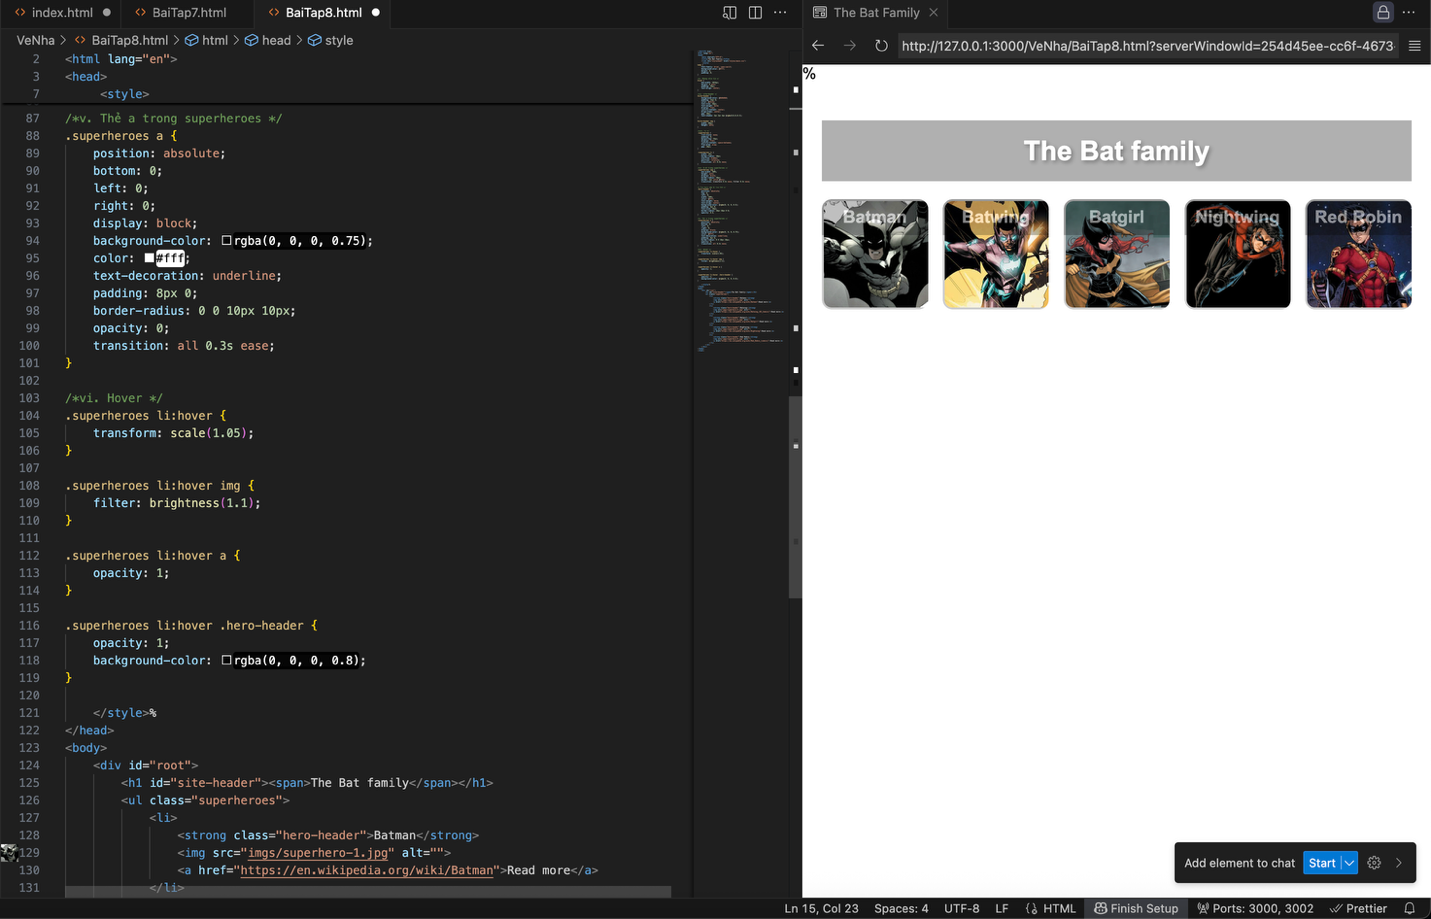 index.html
BaiTap7.html
BaiTap8.html
VeNha > BaiTap8.html > html > head > style
2 <html lang="en">
3 <head>
7 <style>
87 /*v. Thẻ a trong superheroes */
88 .superheroes a {
89 position: absolute;
90 bottom: 0;
91 left: 0;
92 right: 0;
93 display: block;
94 background-color: rgba(0, 0, 0, 0.75);
95 color: #fff;
96 text-decoration: underline;
97 padding: 8px 0;
98 border-radius: 0 0 10px 10px;
99 opacity: 0;
100 transition: all 0.3s ease;
101 }
102
103 /*vi. Hover */
104 .superheroes li:hover {
105 transform: scale(1.05);
106 }
107
108 .superheroes li:hover img {
109 filter: brightness(1.1);
110 }
111
112 .superheroes li:hover a {
113 opacity: 1;
114 }
115
116 .superheroes li:hover .hero-header {
117 opacity: 1;
118 background-color: rgba(0, 0, 0, 0.8);
119 }
120
121 </style>%
122 </head>
123 <body>
124 <div id="root">
125 <h1 id="site-header"><span>The Bat family</span></h1>
126 <ul class="superheroes">
127 <li>
128 <strong class="hero-header">Batman</strong>
129 <img src="imgs/superhero-1.jpg" alt="">
130 <a href="https://en.wikipedia.org/wiki/Batman">Read more</a>
131 </li>
The Bat Family
http://127.0.0.1:3000/VeNha/BaiTap8.html?serverWindowId=254d45ee-cc6f-4673-
%
The Bat family
Batman
Batwing
Batgirl
Nightwing
Red Robin
Add element to chat Start
Ln 15, Col 23 Spaces: 4 UTF-8 LF HTML Finish Setup Ports: 3000, 3002 Prettier